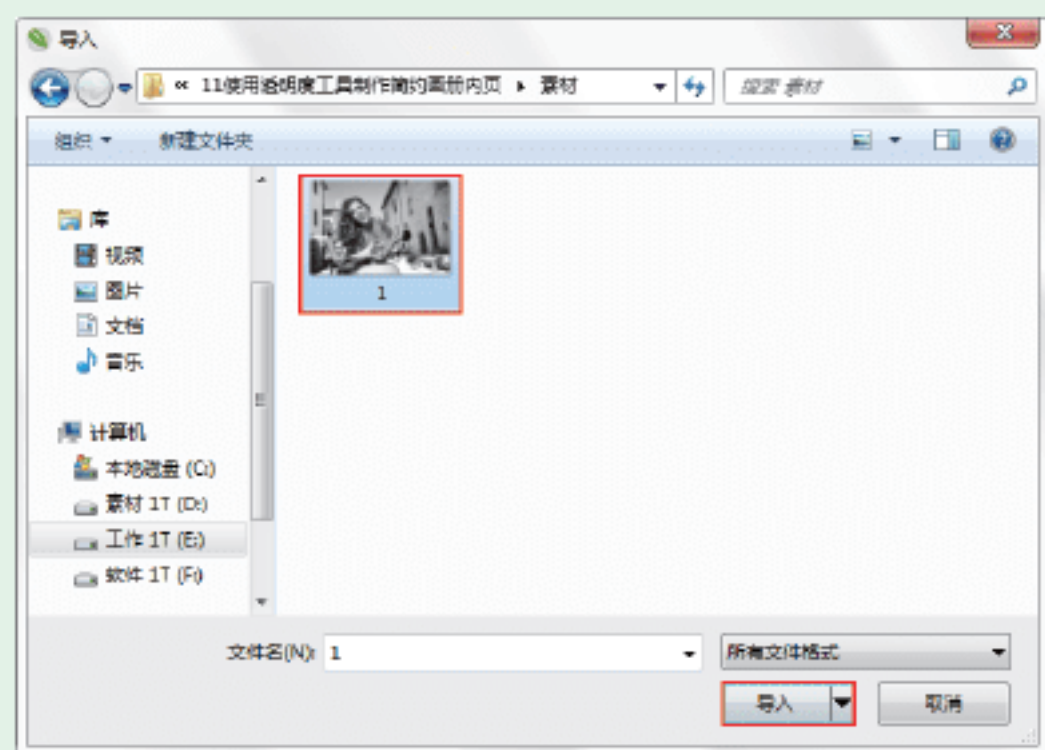 导入
« 11使用透明度工具制作简约画册内页 ▸ 素材
搜索 素材
组织
新建文件夹
库
视频
图片
文档
音乐
计算机
本地磁盘 (C:)
素材 1T (D:)
工作 1T (E:)
软件 1T (F:)
1
文件名(N): 1
所有文件格式
导入
取消